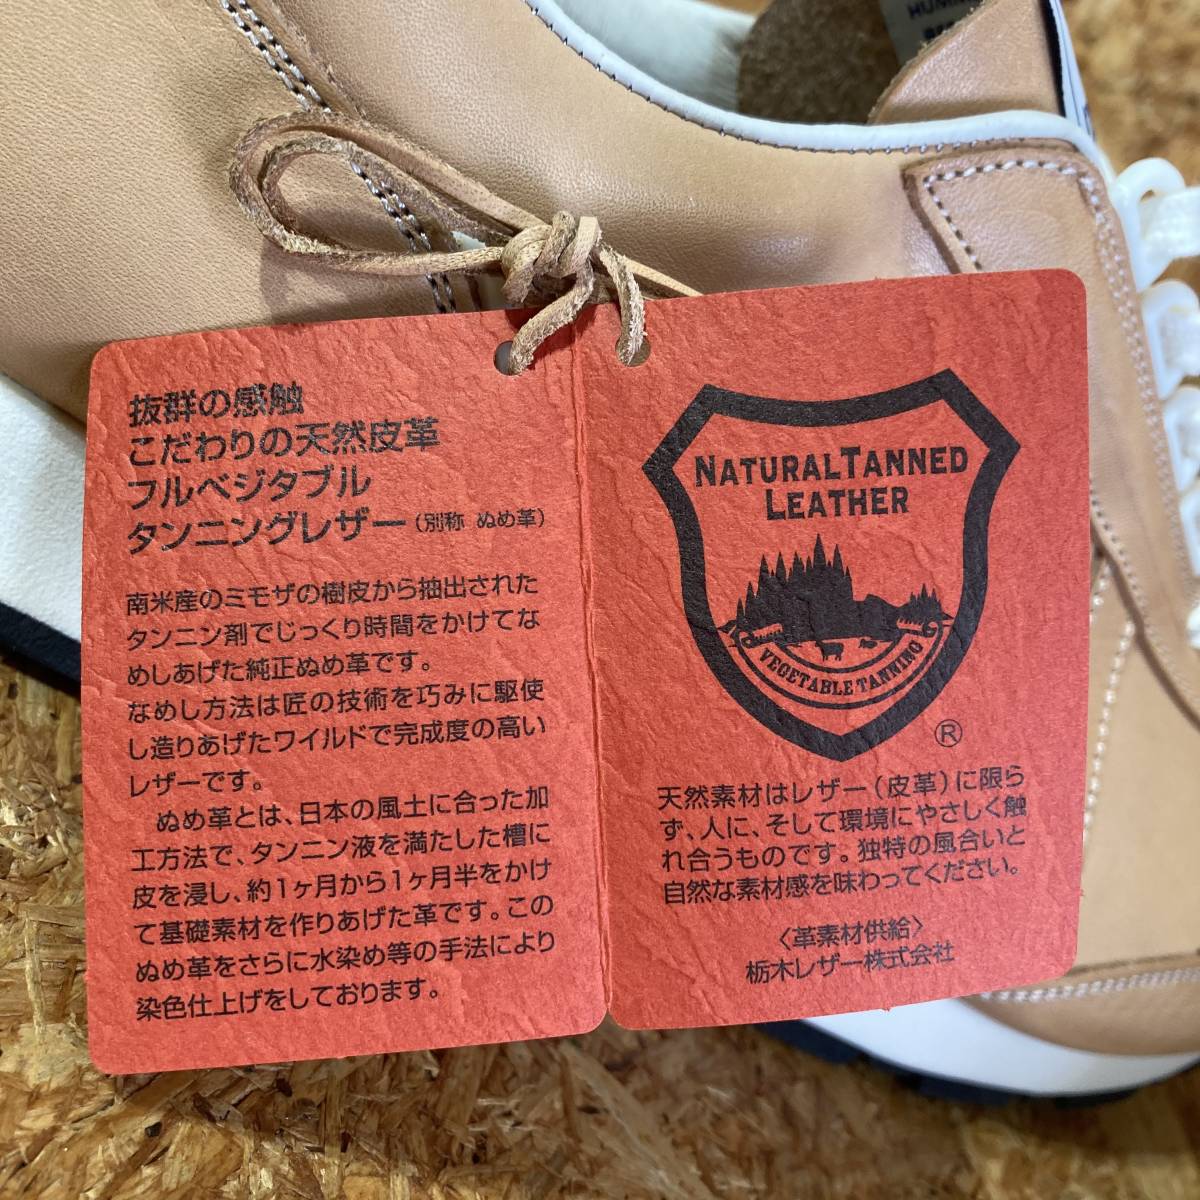 抜群の感触
こだわりの天然皮革
フルベジタブル
タンニングレザー（別称 ぬめ革）
南米産のミモザの樹皮から抽出された
タンニン剤でじっくり時間をかけてな
めしあげた純正ぬめ革です。
なめし方法は匠の技術を巧みに駆使
し造りあげたワイルドで完成度の高い
レザーです。
ぬめ革とは、日本の風土に合った加
工方法で、タンニン液を満たした槽に
皮を浸し、約1ヶ月から1ヶ月半をかけ
て基礎素材を作りあげた革です。この
ぬめ革をさらに水染め等の手法により
染色仕上げをしております。
NATURAL TANNED
LEATHER
VEGETABLE TANNING
®
天然素材はレザー（皮革）に限ら
ず、人に、そして環境にやさしく触
れ合うものです。独特の風合いと
自然な素材感を味わってください。
〈革素材供給〉
栃木レザー株式会社